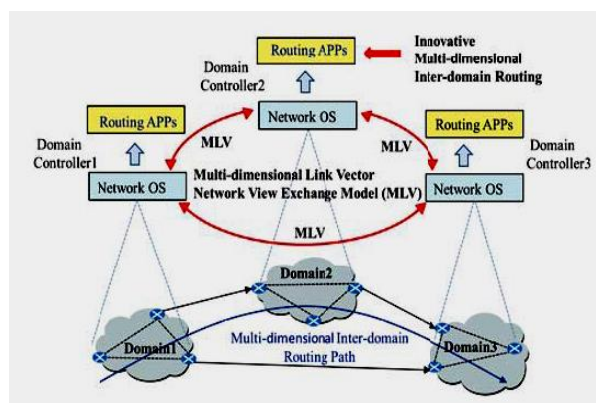 Routing APPs
Innovative
Multi-dimensional
Inter-domain Routing
Domain
Controller2
Network OS
Routing APPs
Domain
Controller1
Network OS
MLV
MLV
Routing APPs
Domain
Controller3
Network OS
Multi-dimensional Link Vector
Network View Exchange Model (MLV)
MLV
Domain2
Domain1
Multi-dimensional Inter-domain
Routing Path
Domain3